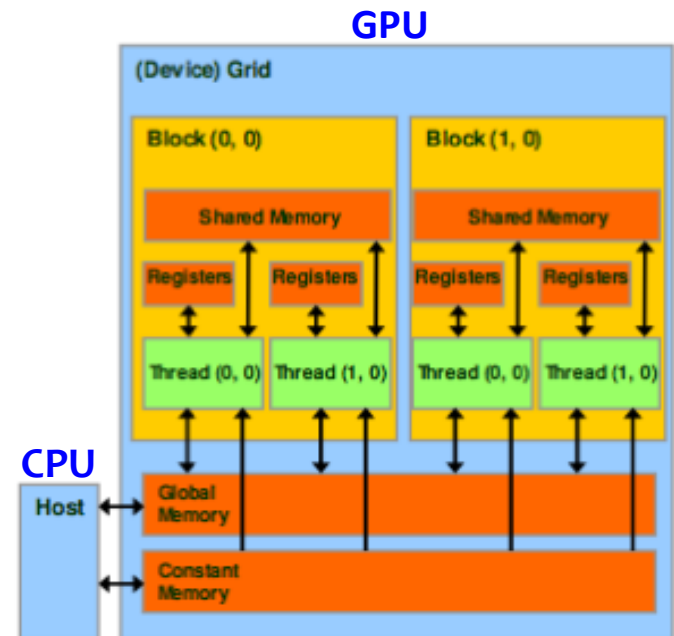 GPU
(Device) Grid
Block (0, 0)
Block (1, 0)
Shared Memory
Shared Memory
Registers
Registers
Registers
Registers
Thread (0, 0)
Thread (1, 0)
Thread (0, 0)
Thread (1, 0)
CPU
Host
Global
Memory
Constant
Memory